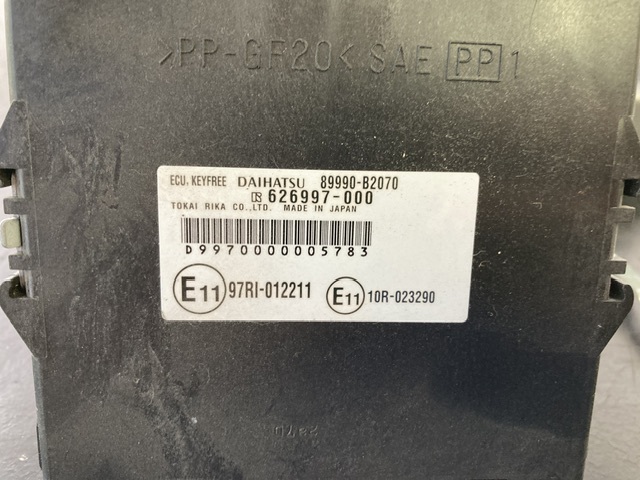 >PP-GF20< SAE PP 1
ECU, KEYFREE DAIHATSU 89990-B2070
626997-000
TOKAI RIKA CO., LTD. MADE IN JAPAN
D9970000005783
E11 97RI-012211 E11 10R-023290